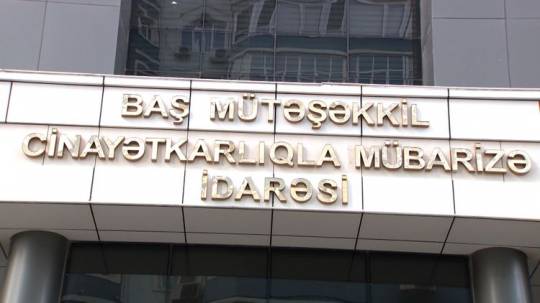 BAŞ MÜTƏŞƏKKİL
CİNAYƏTKARLIQLA MÜBARİZƏ
İDARƏSİ